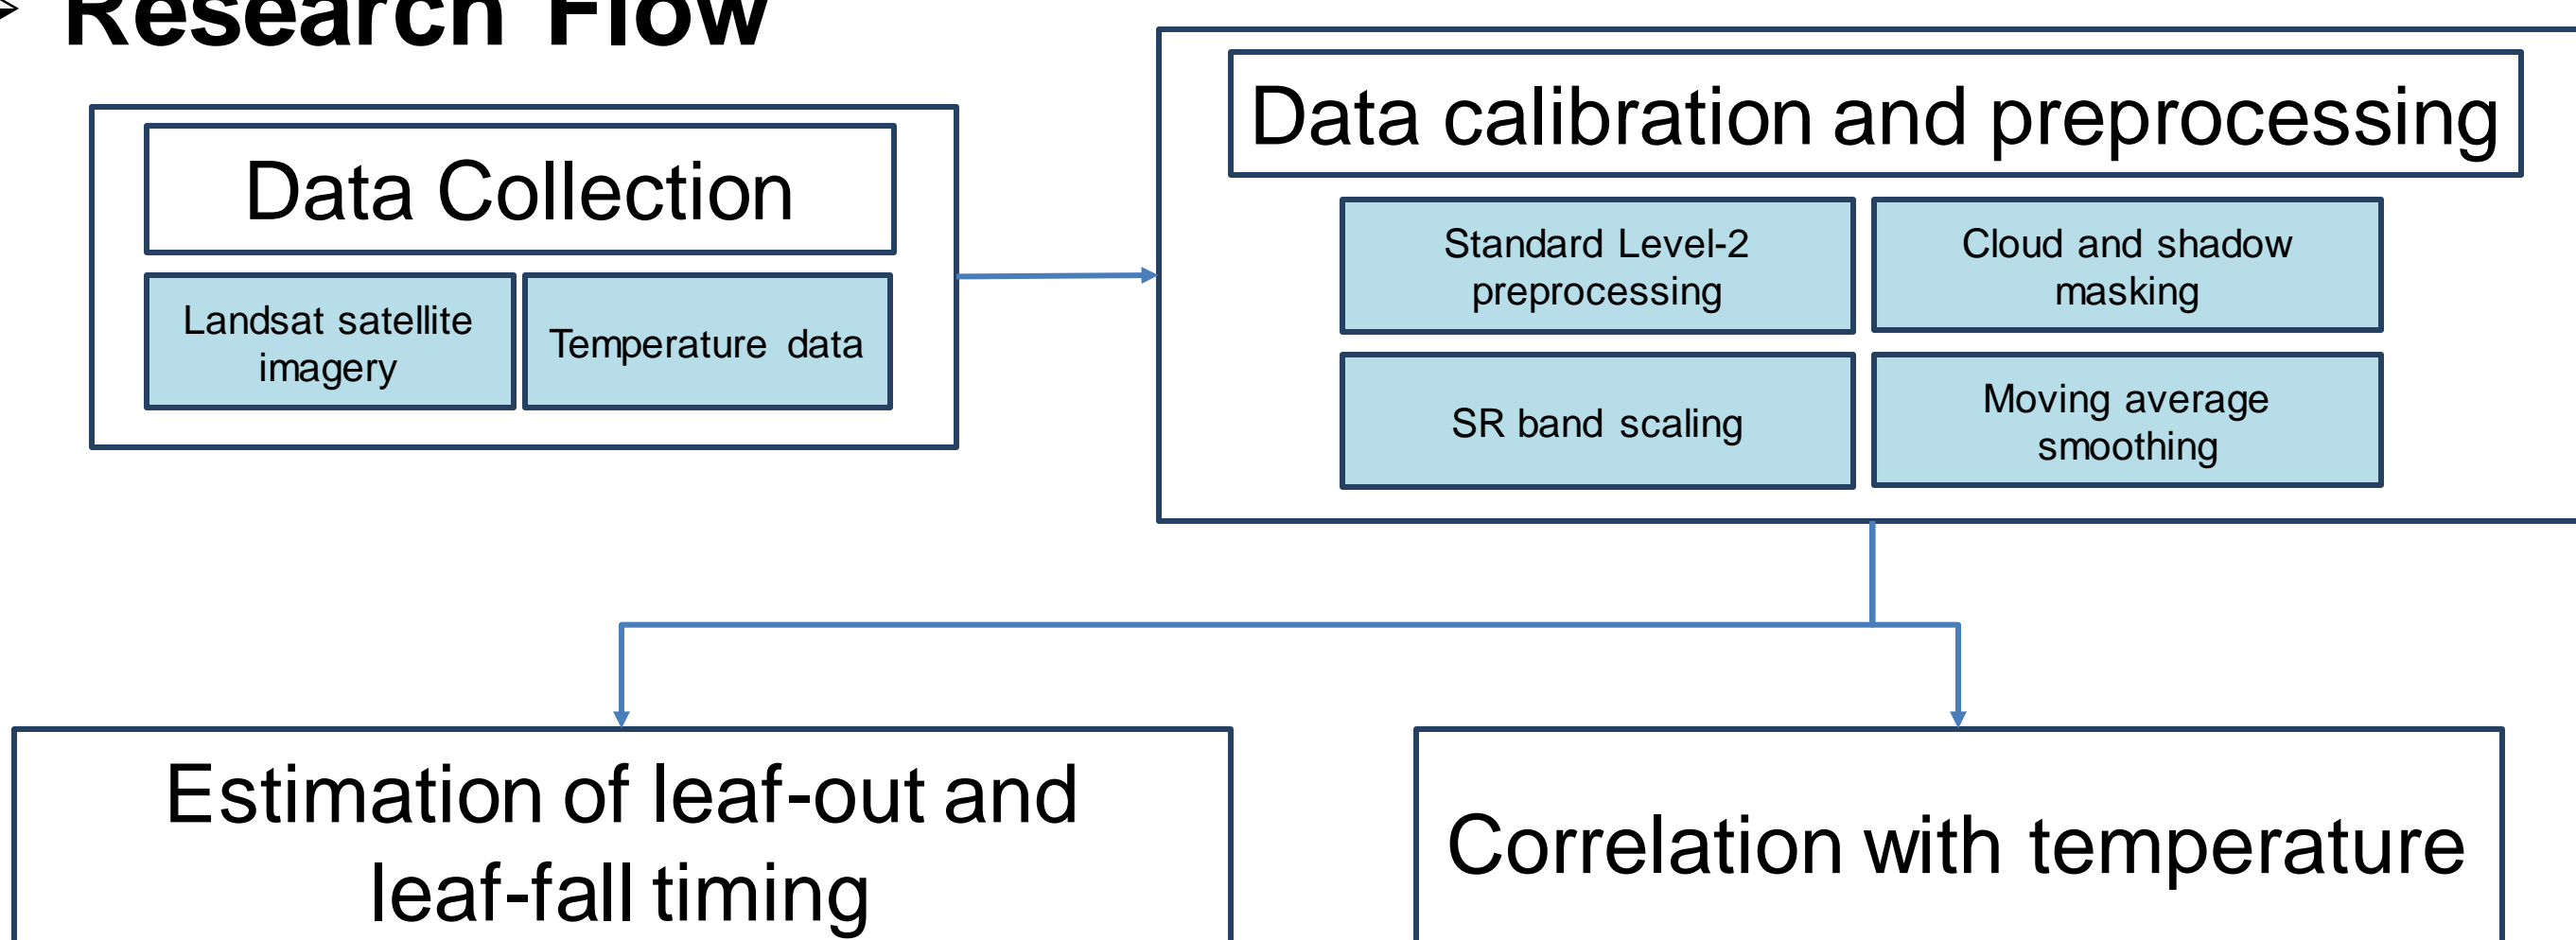 Research Flow
Data Collection
Landsat satellite
imagery
Temperature data
Data calibration and preprocessing
Standard Level-2
preprocessing
Cloud and shadow
masking
SR band scaling
Moving average
smoothing
Estimation of leaf-out and
leaf-fall timing
Correlation with temperature